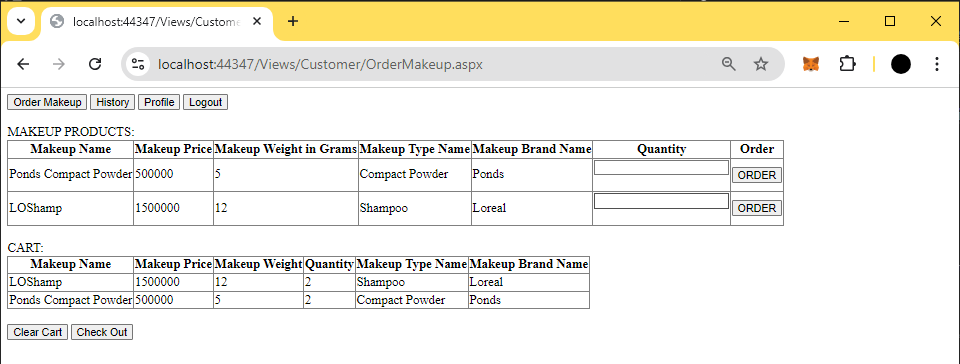 localhost:44347/Views/Custome
localhost:44347/Views/Customer/OrderMakeup.aspx
Order Makeup History Profile Logout
MAKEUP PRODUCTS:
Makeup Name Makeup Price Makeup Weight in Grams Makeup Type Name Makeup Brand Name Quantity Order
Ponds Compact Powder 500000 5 Compact Powder Ponds ORDER
LOShamp 1500000 12 Shampoo Loreal ORDER
CART:
Makeup Name Makeup Price Makeup Weight Quantity Makeup Type Name Makeup Brand Name
LOShamp 1500000 12 2 Shampoo Loreal
Ponds Compact Powder 500000 5 2 Compact Powder Ponds
Clear Cart Check Out